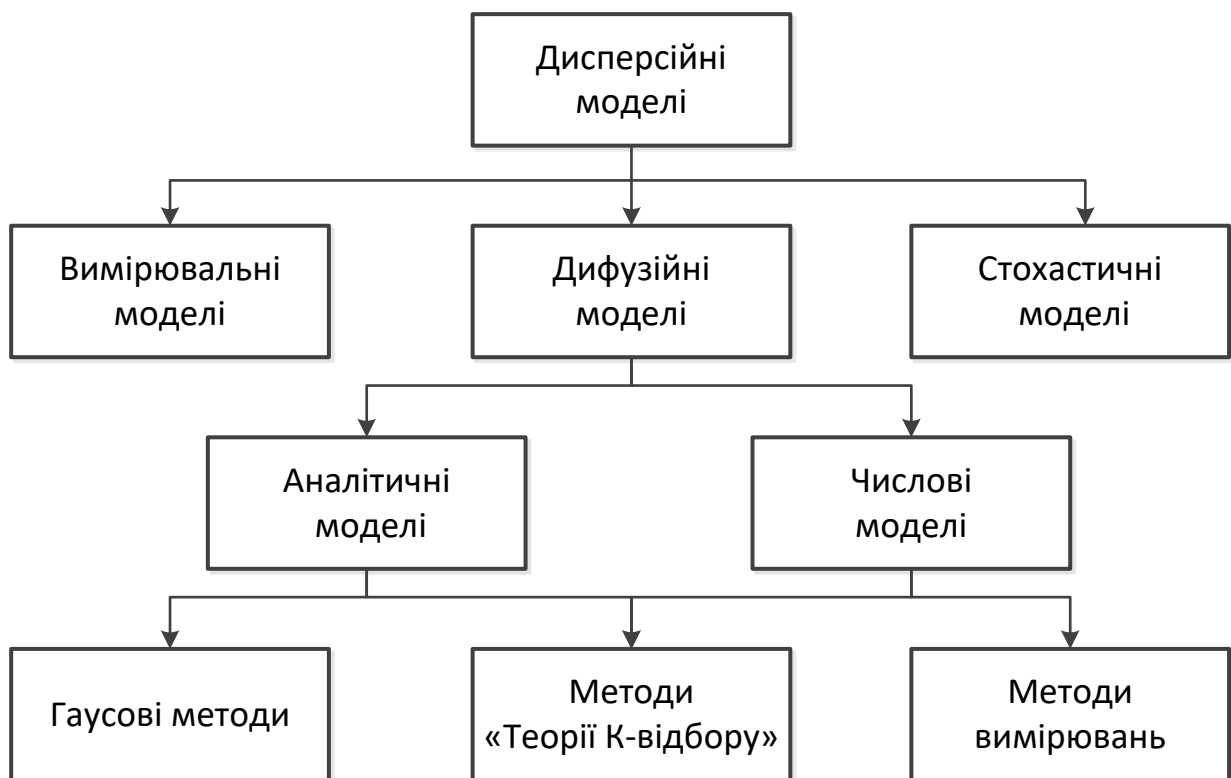 Дисперсійні
моделі
Вимірювальні
моделі
Дифузійні
моделі
Стохастичні
моделі
Аналітичні
моделі
Числові
моделі
Гаусові методи
Методи
«Теорії К-відбору»
Методи
вимірювань